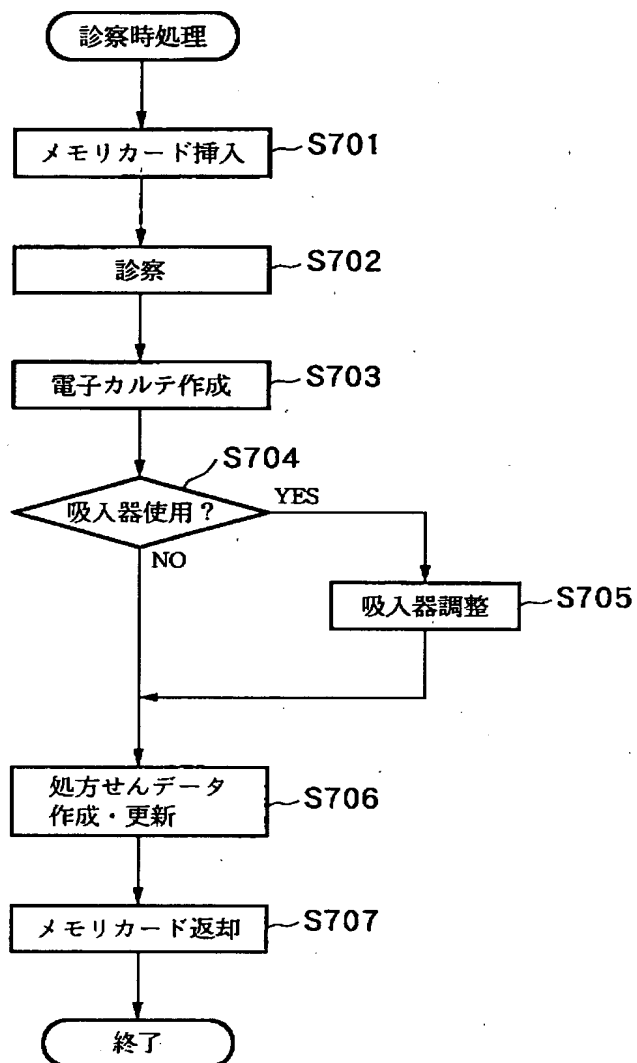 診察時処理
メモリカード挿入
S701
診察
S702
電子カルテ作成
S703
S704
吸入器使用?
YES
NO
吸入器調整
S705
処方せんデータ
作成・更新
S706
メモリカード返却
S707
終了